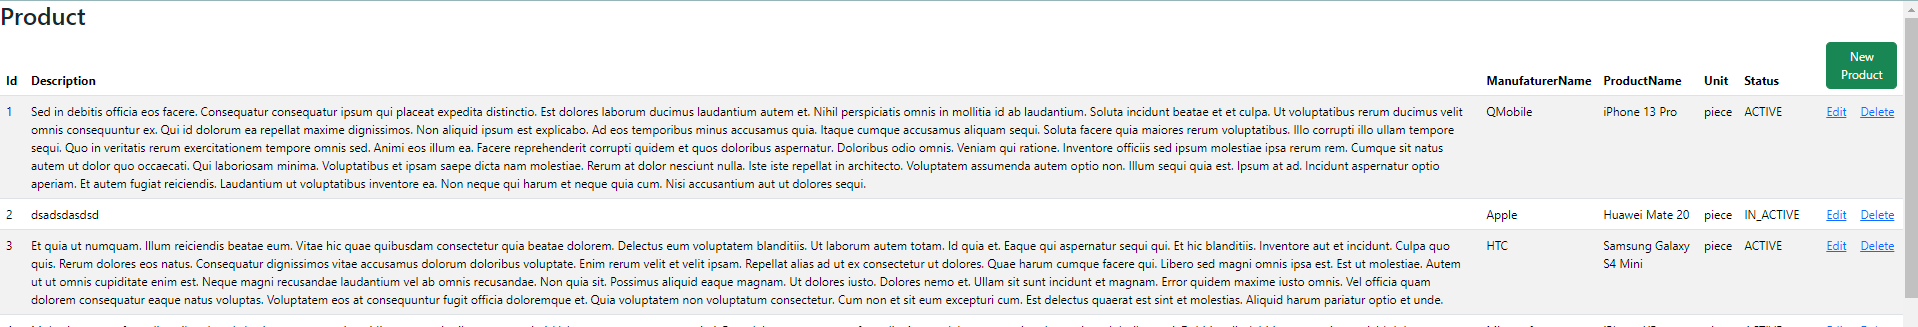 Product
New
Product
Id Description ManufaturerName ProductName Unit Status
1 Sed in debitis officia eos facere. Consequatur consequatur ipsum qui placeat expedita distinctio. Est dolores laborum ducimus laudantium autem et. Nihil perspiciatis omnis in mollitia id ab laudantium. Soluta incidunt beatae et et culpa. Ut voluptatibus rerum ducimus velit QMobile iPhone 13 Pro piece ACTIVE Edit Delete
omnis consequuntur ex. Qui id dolorum ea repellat maxime dignissimos. Non aliquid ipsum est explicabo. Ad eos temporibus minus accusamus quia. Itaque cumque accusamus aliquam sequi. Soluta facere quia maiores rerum voluptatibus. Illo corrupti illo ullam tempore
sequi. Quo in veritatis rerum exercitationem tempore omnis sed. Animi eos illum ea. Facere reprehenderit corrupti quidem et quos doloribus aspernatur. Doloribus odio omnis. Veniam qui ratione. Inventore officiis sed ipsum molestiae ipsa rerum rem. Cumque sit natus
autem ut dolor quo occaecati. Qui laboriosam minima. Voluptatibus et ipsam saepe dicta nam molestiae. Rerum at dolor nesciunt nulla. Iste iste repellat in architecto. Voluptatem assumenda autem optio non. Illum sequi quia est. Ipsum at ad. Incidunt aspernatur optio
aperiam. Et autem fugiat reiciendis. Laudantium ut voluptatibus inventore ea. Non neque qui harum et neque quia cum. Nisi accusantium aut ut dolores sequi.
2 dsadsdasdsd Apple Huawei Mate 20 piece IN_ACTIVE Edit Delete
3 Et quia ut numquam. Illum reiciendis beatae eum. Vitae hic quae quibusdam consectetur quia beatae dolorem. Delectus eum voluptatem blanditiis. Ut laborum autem totam. Id quia et. Eaque qui aspernatur sequi qui. Et hic blanditiis. Inventore aut et incidunt. Culpa quo HTC Samsung Galaxy piece ACTIVE Edit Delete
quis. Rerum dolores eos natus. Consequatur dignissimos vitae accusamus dolorum doloribus voluptate. Enim rerum velit et velit ipsam. Repellat alias ad ut ex consectetur ut dolores. Quae harum cumque facere qui. Libero sed magni omnis ipsa est. Est ut molestiae. Autem S4 Mini
ut ut omnis cupiditate enim est. Neque magni recusandae laudantium vel ab omnis recusandae. Non quia sit. Possimus aliquid eaque magnam. Ut dolores iusto. Dolores nemo et. Ullam sit sunt incidunt et magnam. Error quidem maxime iusto omnis. Vel officia quam
dolorem consequatur eaque natus voluptas. Voluptatem eos at consequuntur fugit officia doloremque et. Quia voluptatem non voluptatum consectetur. Cum non et sit eum excepturi cum. Est delectus quaerat est sint et molestias. Aliquid harum pariatur optio et unde.